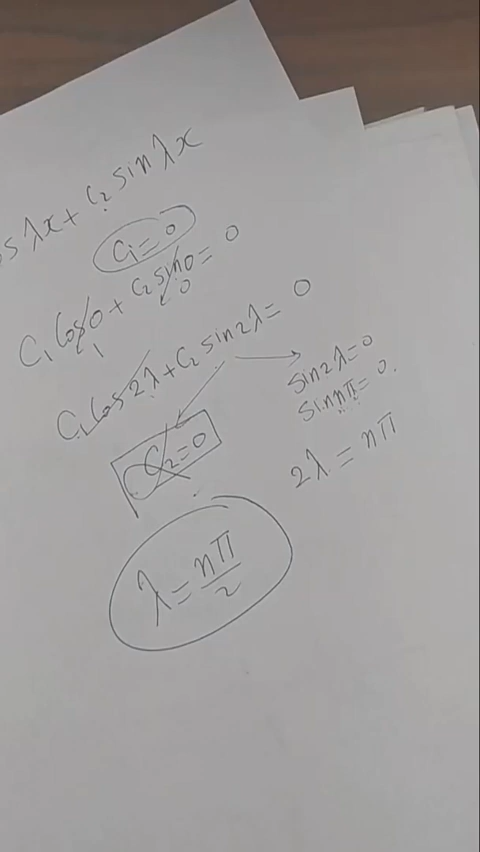 os λx + C₂ sin λx
C₁ = 0
C₁ Cos 0 + C₂ sin 0 = 0
1 0
C₁ Cos 2λ + C₂ sin 2λ = 0
sin 2λ = 0
sin nπ = 0.
C₂ = 0
2λ = nπ
λ = nπ/2